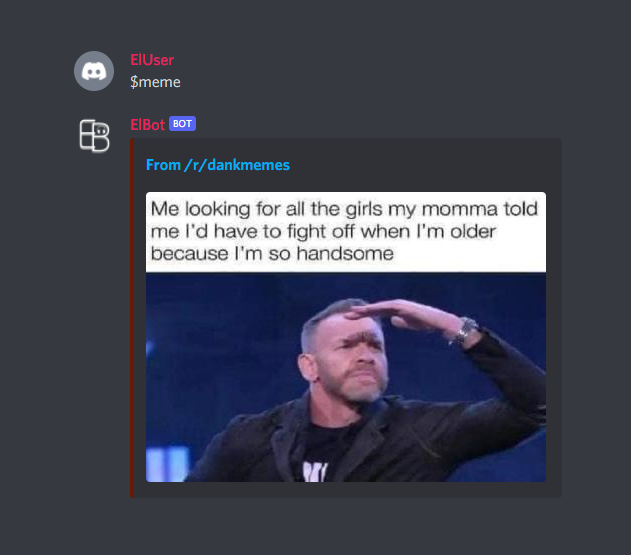 ElUser
$meme
ElBot BOT
From /r/dankmemes
Me looking for all the girls my momma told
me I'd have to fight off when I'm older
because I'm so handsome